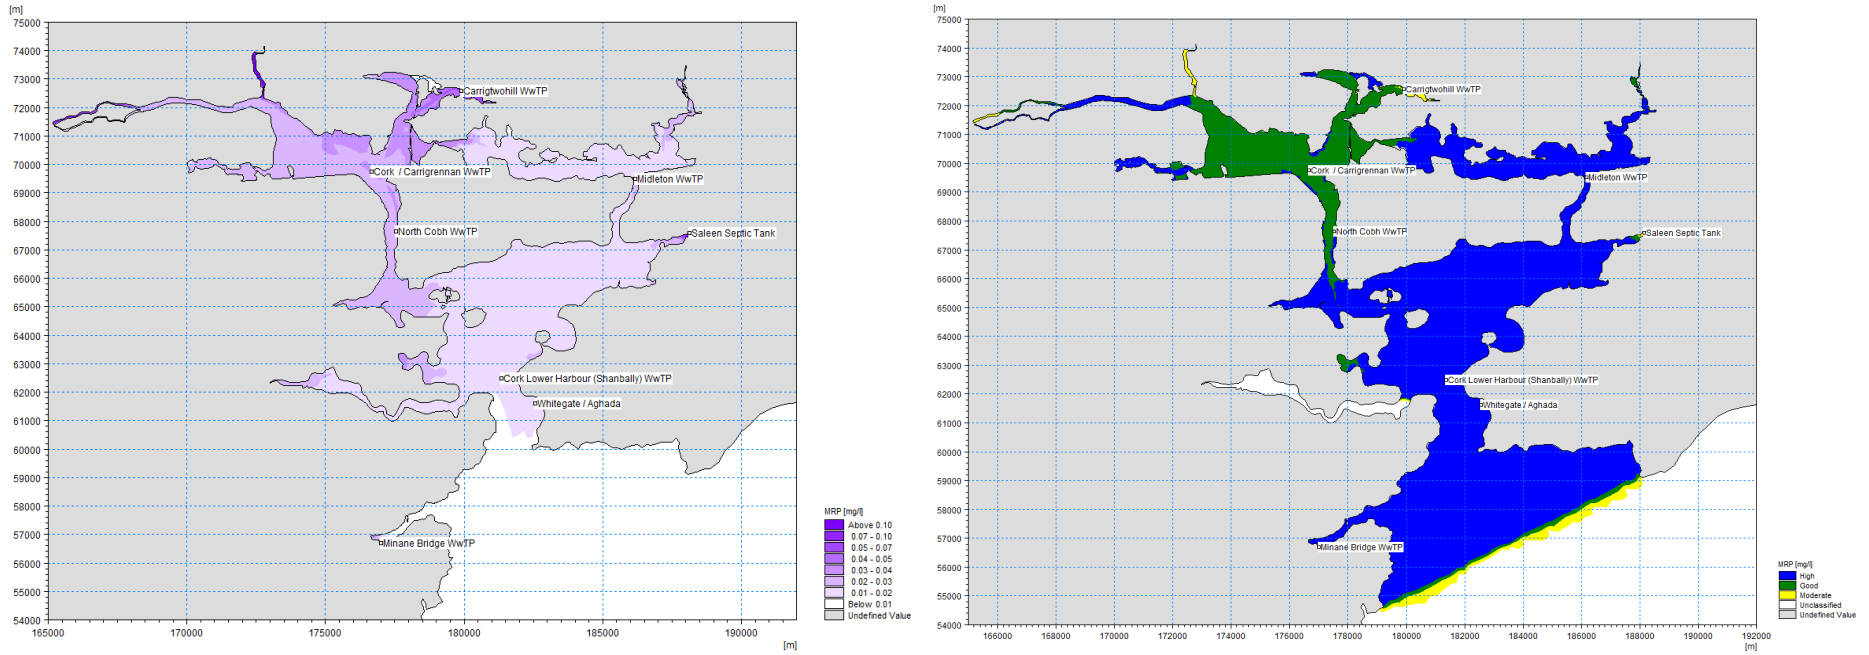 [m]
75000
74000
73000
72000
71000
70000
69000
68000
67000
66000
65000
64000
63000
62000
61000
60000
59000
58000
57000
56000
55000
54000
165000
170000
175000
180000
185000
190000
[m]
Carrigtwohill WwTP
Cork / Carrigrennan WwTP
Midleton WwTP
North Cobh WwTP
Saleen Septic Tank
Cork Lower Harbour (Shanbally) WwTP
Whitegate / Aghada
Minane Bridge WwTP
MRP [mg/l]
Above 0.10
0.07 - 0.10
0.05 - 0.07
0.04 - 0.05
0.03 - 0.04
0.02 - 0.03
0.01 - 0.02
Below 0.01
Undefined Value
[m]
75000
74000
73000
72000
71000
70000
69000
68000
67000
66000
65000
64000
63000
62000
61000
60000
59000
58000
57000
56000
55000
54000
166000
168000
170000
172000
174000
176000
178000
180000
182000
184000
186000
188000
190000
192000
[m]
Carrigtwohill WwTP
Cork / Carrigrennan WwTP
Midleton WwTP
North Cobh WwTP
Saleen Septic Tank
Cork Lower Harbour (Shanbally) WwTP
Whitegate / Aghada
Minane Bridge WwTP
MRP [mg/l]
High
Good
Moderate
Unclassified
Undefined Value